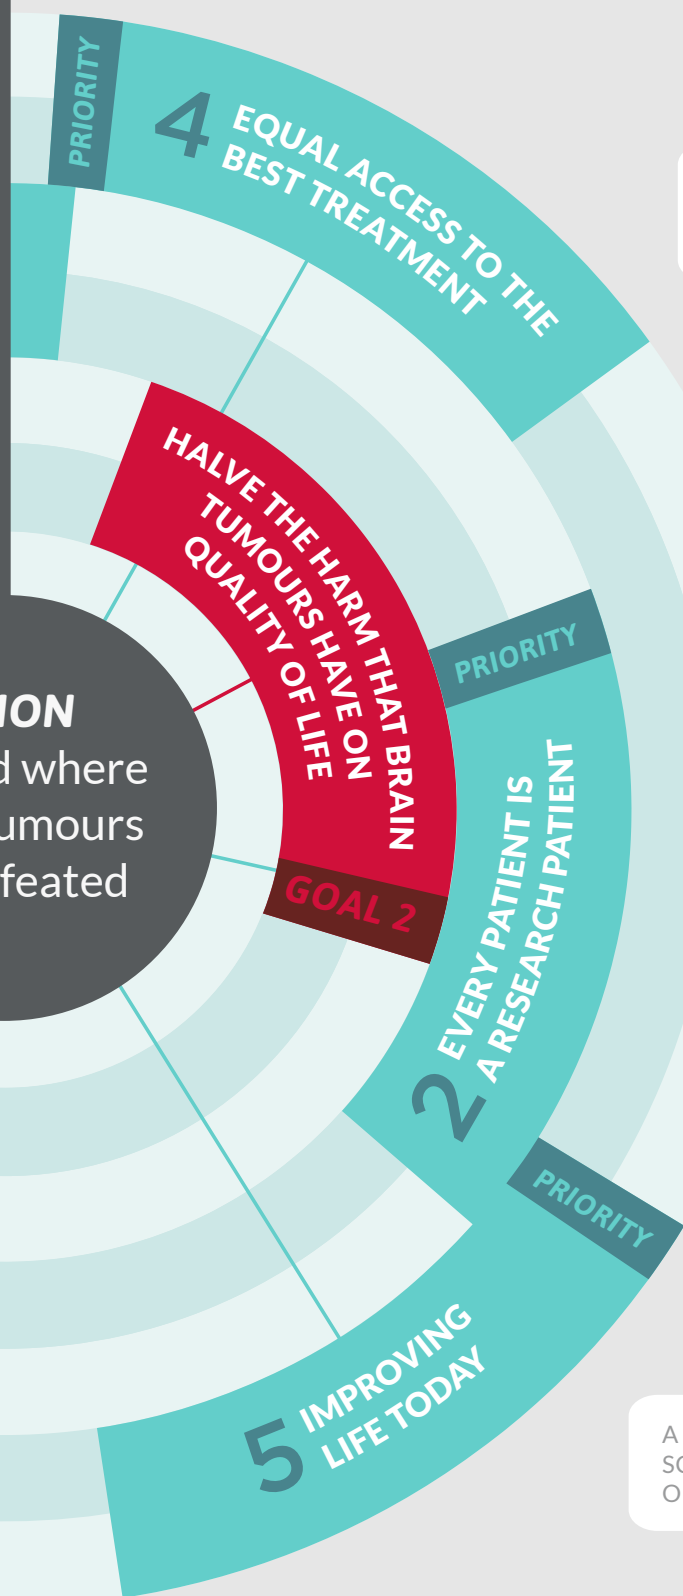 PRIORITY
4
EQUAL ACCESS TO THE
BEST TREATMENT
HALVE THE HARM THAT BRAIN
TUMOURS HAVE ON
QUALITY OF LIFE
GOAL 2
PRIORITY
2
EVERY PATIENT IS
A RESEARCH PATIENT
ION
d where
umours
feated
PRIORITY
5
IMPROVING
LIFE TODAY
A
SC
O